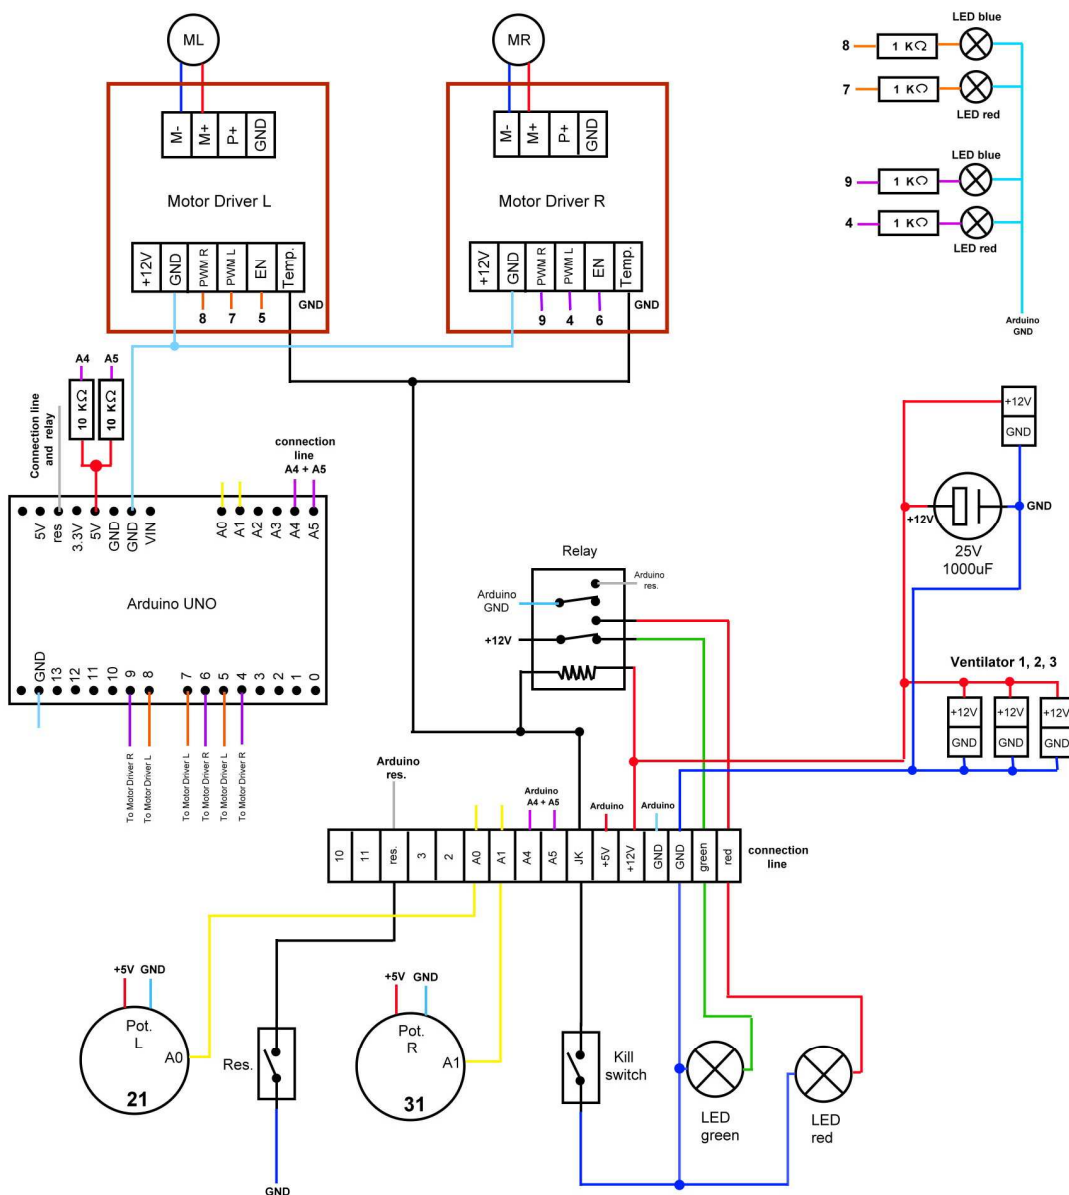 ML
MR
M-
M+
P+
GND
M-
M+
P+
GND
Motor Driver L
Motor Driver R
+12V
GND
PWM R
PWM L
EN
Temp.
+12V
GND
PWM R
PWM L
EN
Temp.
GND
GND
8
7
5
9
4
6
LED blue
8
1 KΩ
7
1 KΩ
LED red
LED blue
9
1 KΩ
4
1 KΩ
LED red
Arduino
GND
A4
A5
10 KΩ
10 KΩ
Connection line
and relay
connection
line
A4 + A5
5V
res
3.3V
5V
GND
GND
VIN
A0
A1
A2
A3
A4
A5
Arduino UNO
GND
13
12
11
10
9
8
7
6
5
4
3
2
1
0
To Motor Driver R
To Motor Driver L
To Motor Driver L
To Motor Driver R
To Motor Driver L
To Motor Driver R
+12V
GND
+12V
GND
25V
1000uF
Relay
Arduino
res.
Arduino
GND
+12V
Ventilator 1, 2, 3
+12V
+12V
+12V
GND
GND
GND
Arduino
res.
Arduino
A4 + A5
Arduino
Arduino
10
11
res.
3
2
A0
A1
A4
A5
JK
+5V
+12V
GND
GND
green
red
connection
line
+5V GND
Pot.
L
A0
21
Res.
GND
+5V GND
Pot.
R
A1
31
Kill
switch
LED
green
LED
red